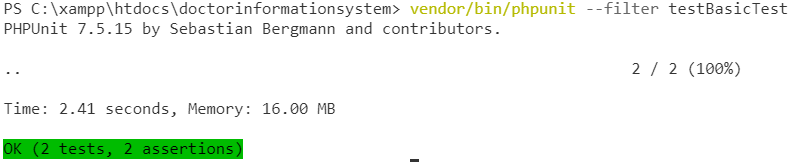 PS C:\xampp\htdocs\doctorinformationsystem> vendor/bin/phpunit --filter testBasicTest
PHPUnit 7.5.15 by Sebastian Bergmann and contributors.
.. 2 / 2 (100%)
Time: 2.41 seconds, Memory: 16.00 MB
OK (2 tests, 2 assertions)